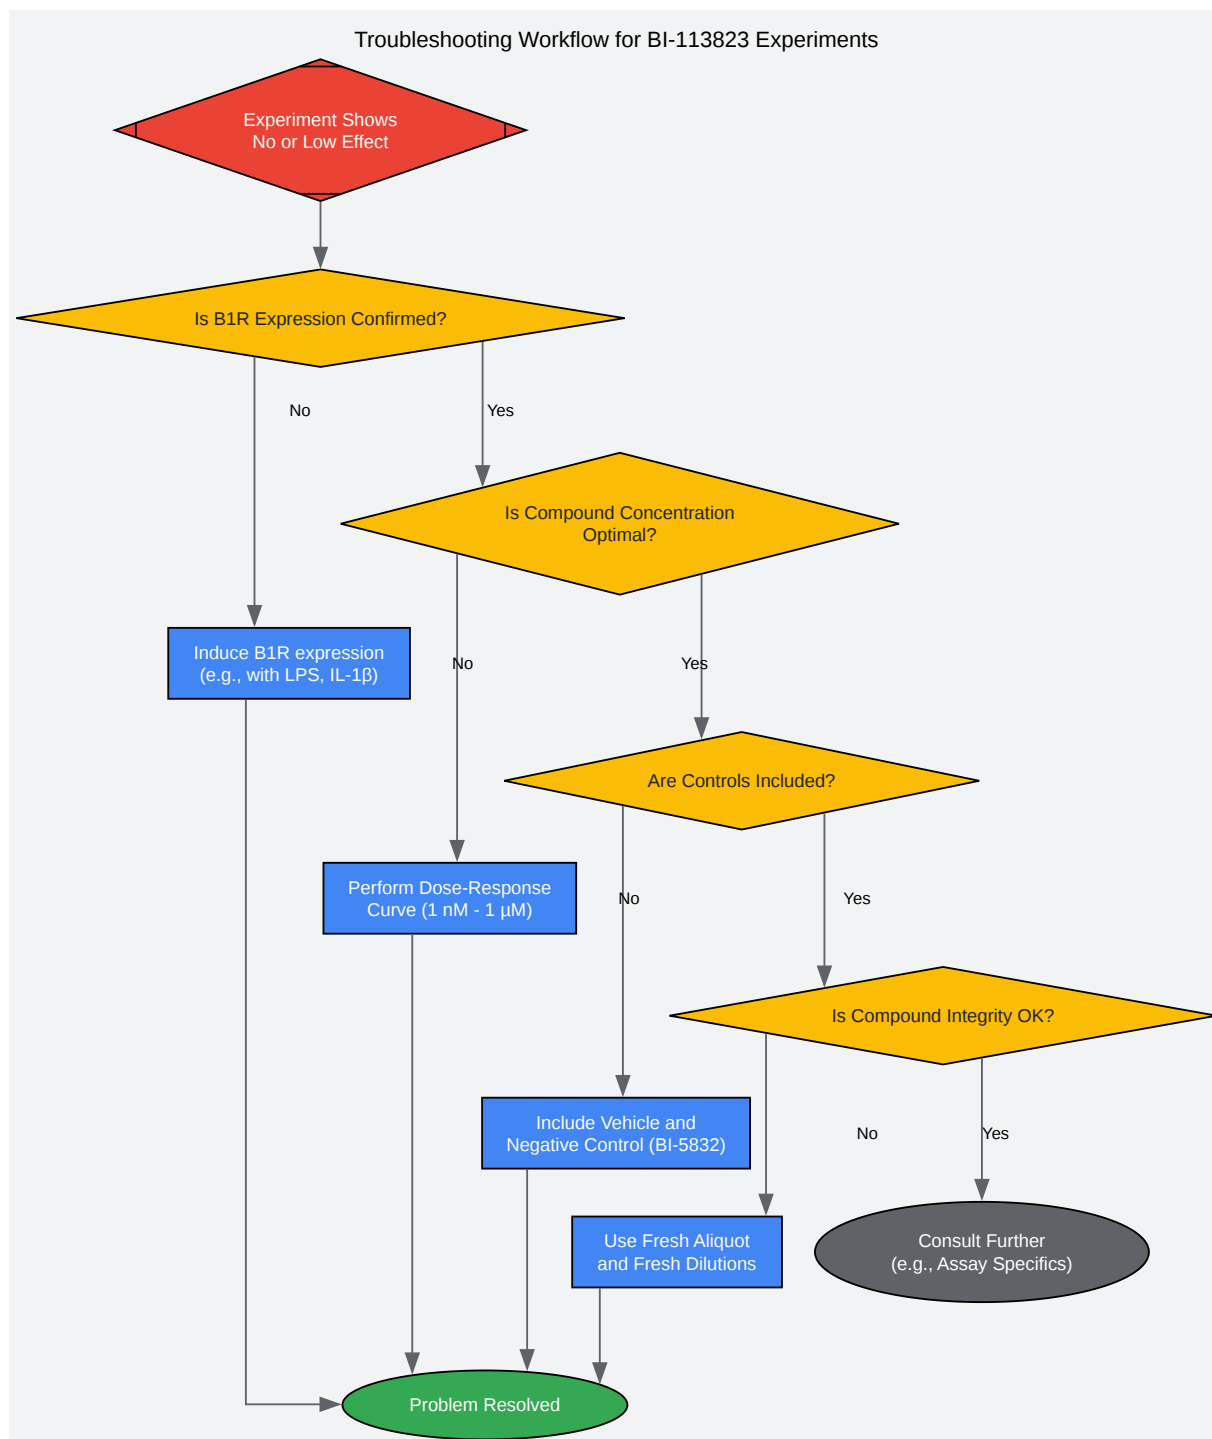 Troubleshooting Workflow for BI-113823 Experiments
Experiment Shows
No or Low Effect
Is B1R Expression Confirmed?
No
Yes
Is Compound Concentration
Optimal?
Induce B1R expression
(e.g., with LPS, IL-1β)
No
Yes
Are Controls Included?
Perform Dose-Response
Curve (1 nM - 1 µM)
No
Yes
Is Compound Integrity OK?
Include Vehicle and
Negative Control (BI-5832)
No
Yes
Use Fresh Aliquot
and Fresh Dilutions
Consult Further
(e.g., Assay Specifics)
Problem Resolved